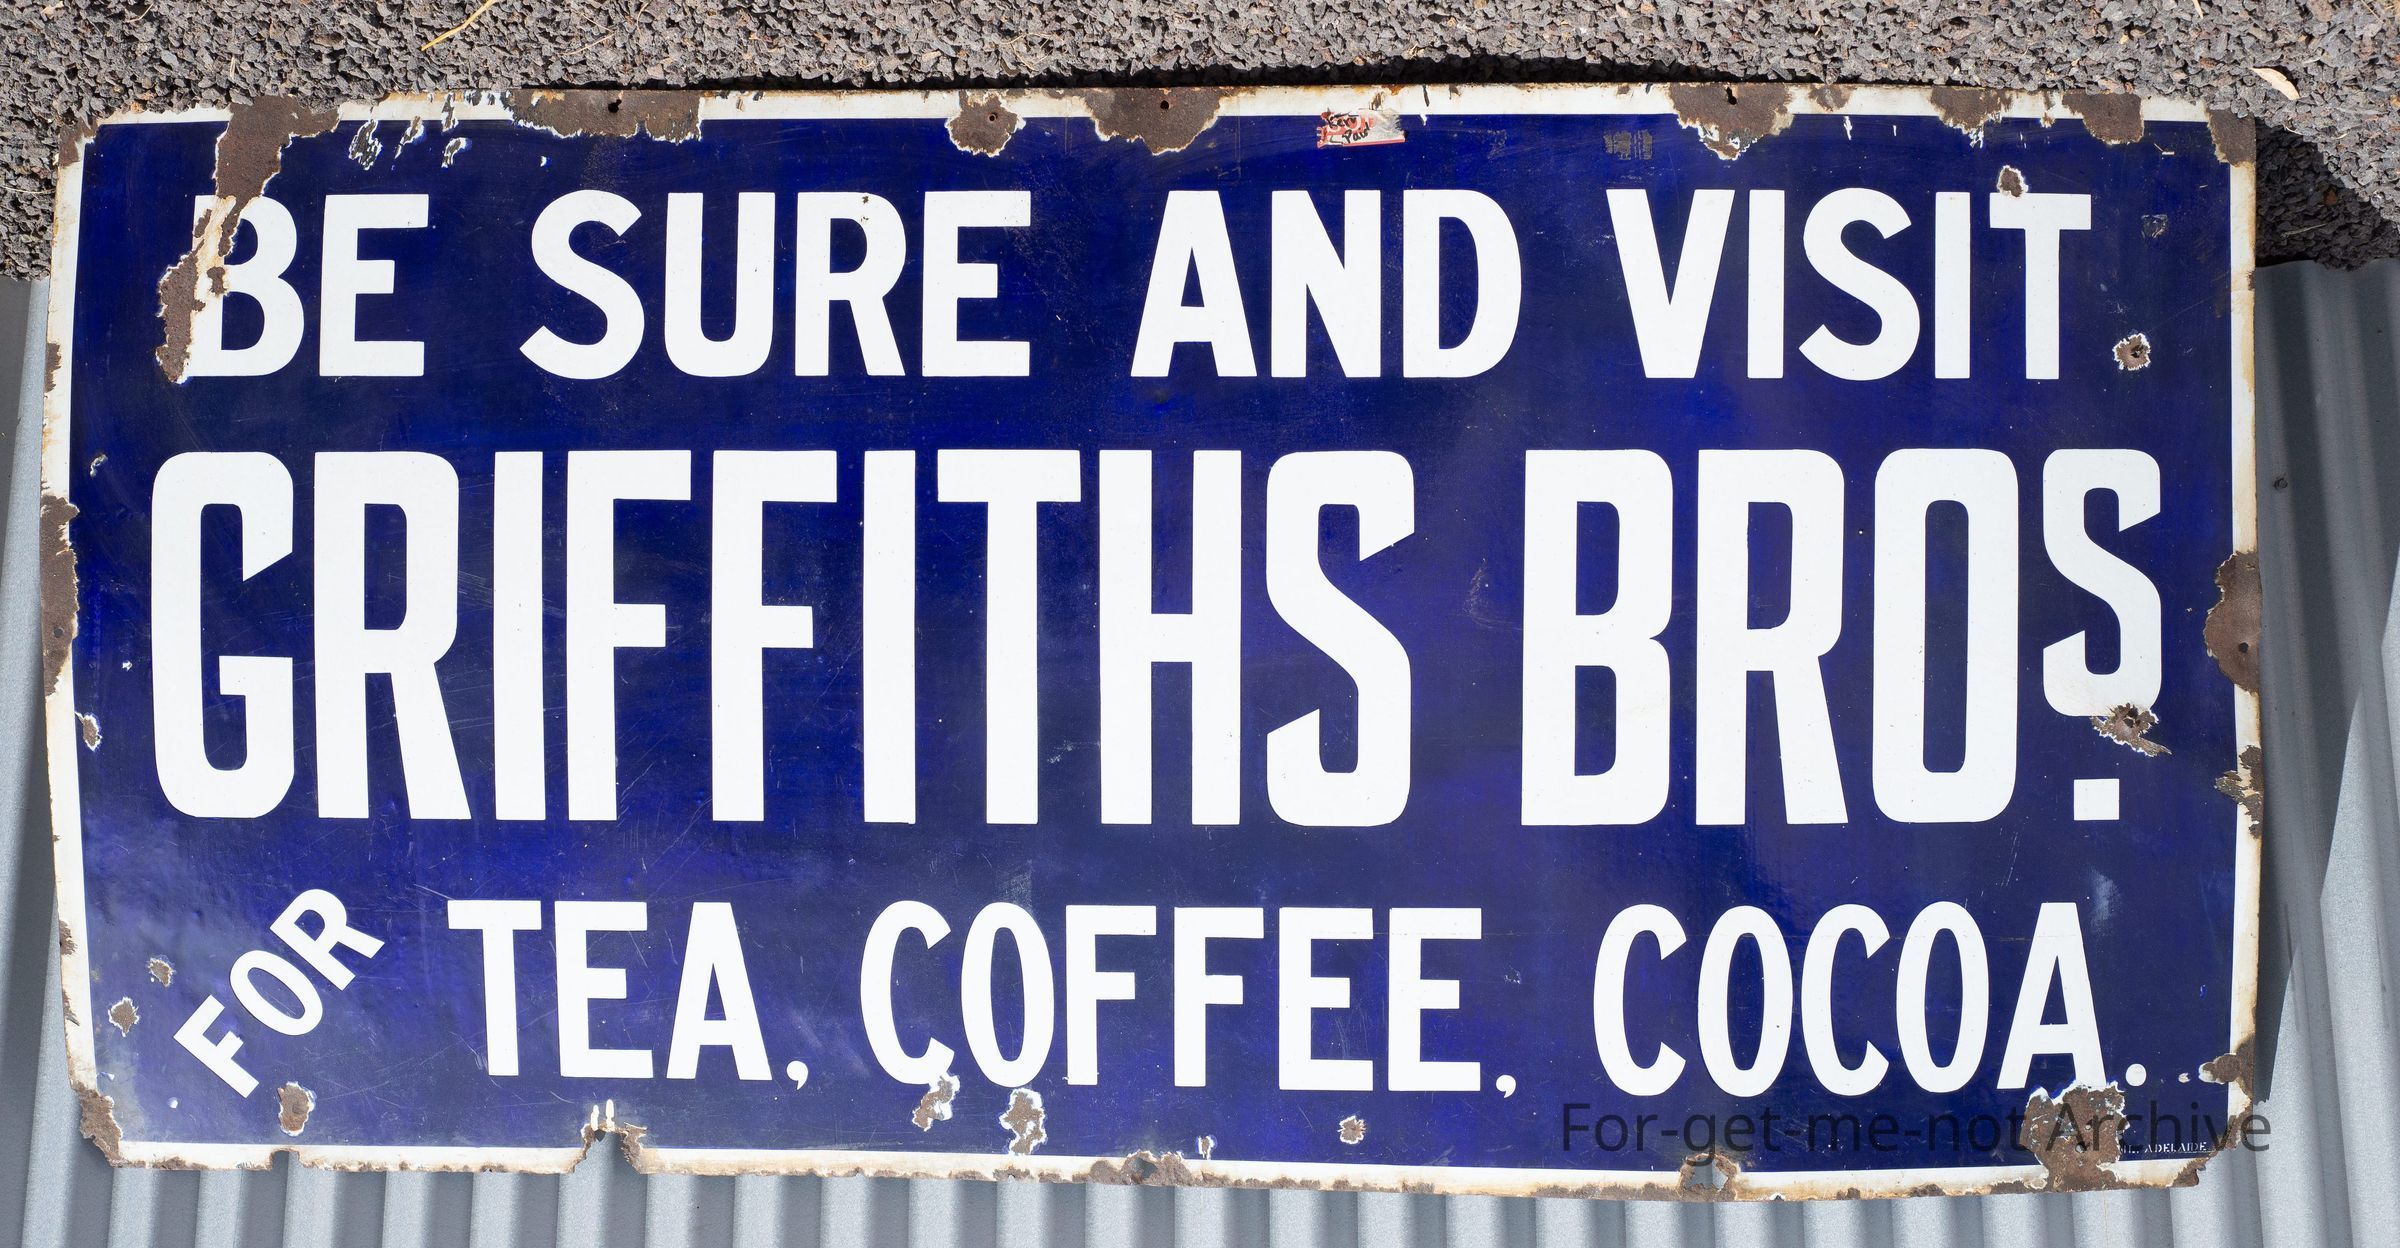 BE SURE AND VISIT
GRIFFITHS BROS.
FOR TEA, COFFEE, COCOA.
For-get-me-not Archive
ADELAIDE